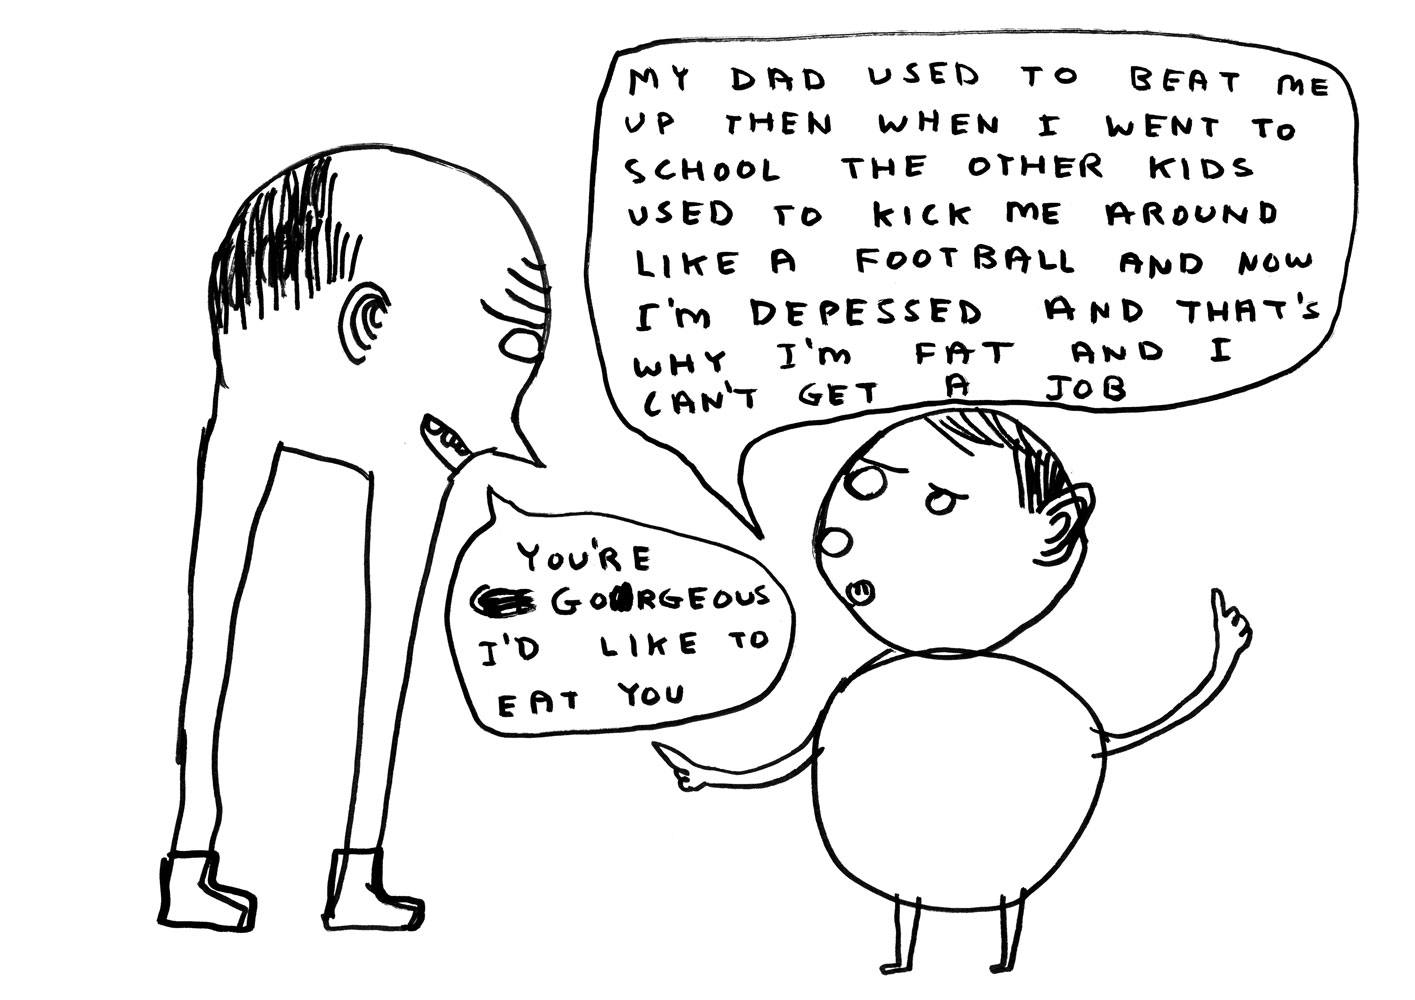 MY DAD USED TO BEAT ME
UP THEN WHEN I WENT TO
SCHOOL THE OTHER KIDS
USED TO KICK ME AROUND
LIKE A FOOTBALL AND NOW
I'M DEPESSED AND THAT'S
WHY I'M FAT AND I
CAN'T GET A JOB
YOU'RE
GORGEOUS
I'D LIKE TO
EAT YOU